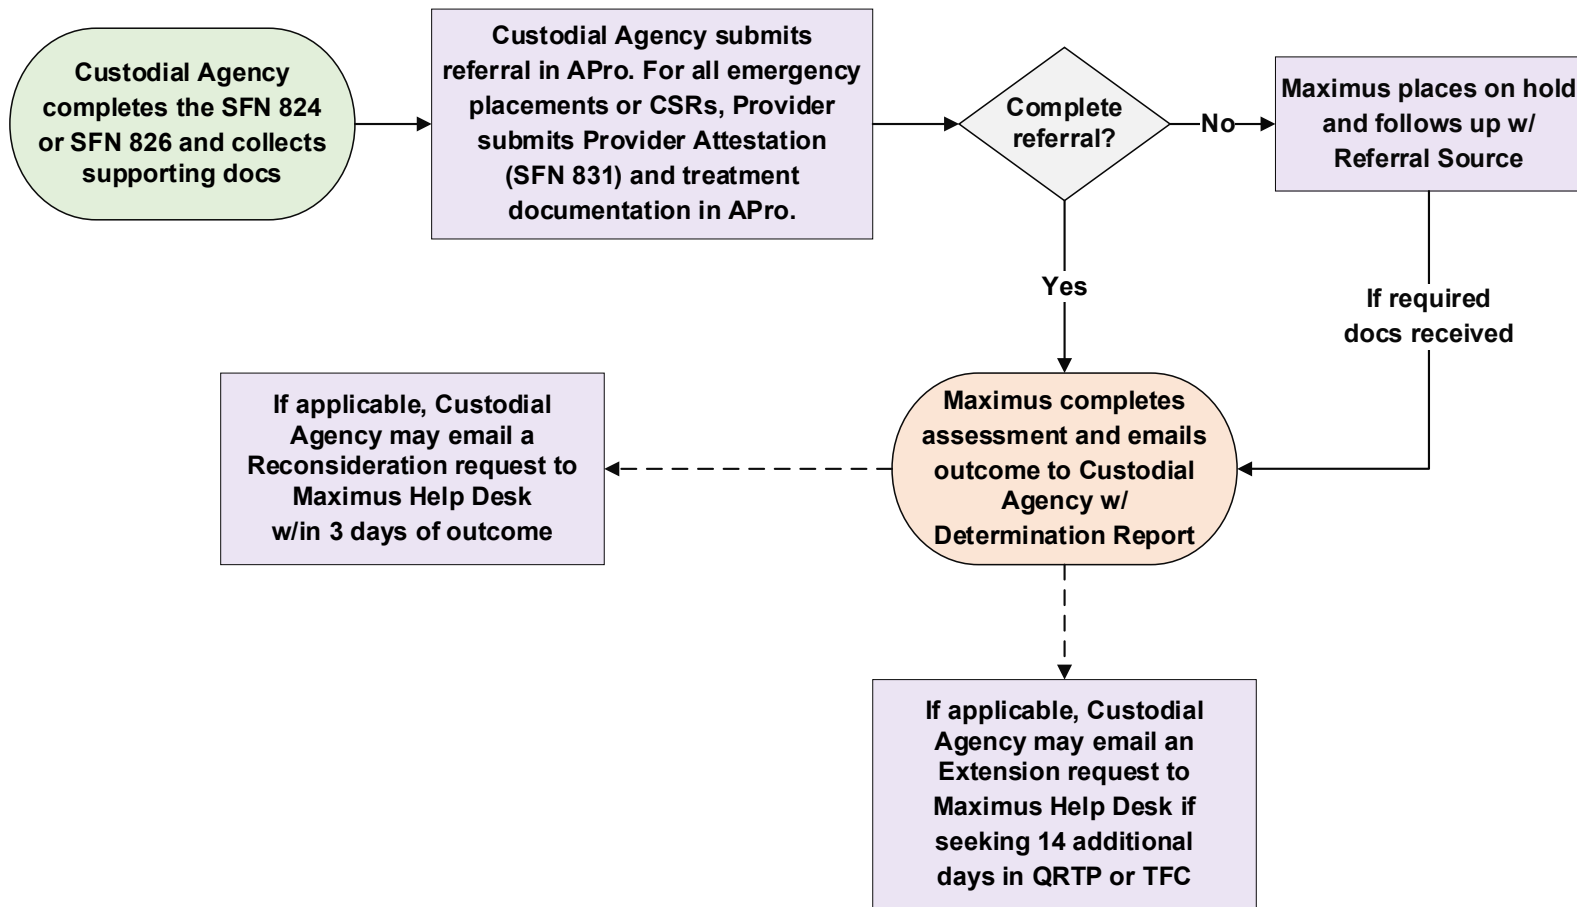 Custodial Agency
completes the SFN 824
or SFN 826 and collects
supporting docs
Custodial Agency submits
referral in APro. For all emergency
placements or CSRs, Provider
submits Provider Attestation
(SFN 831) and treatment
documentation in APro.
Complete
referral?
No
Maximus places on hold
and follows up w/
Referral Source
Yes
If required
docs received
Maximus completes
assessment and emails
outcome to Custodial
Agency w/
Determination Report
If applicable, Custodial
Agency may email a
Reconsideration request to
Maximus Help Desk
w/in 3 days of outcome
If applicable, Custodial
Agency may email an
Extension request to
Maximus Help Desk if
seeking 14 additional
days in QRTP or TFC